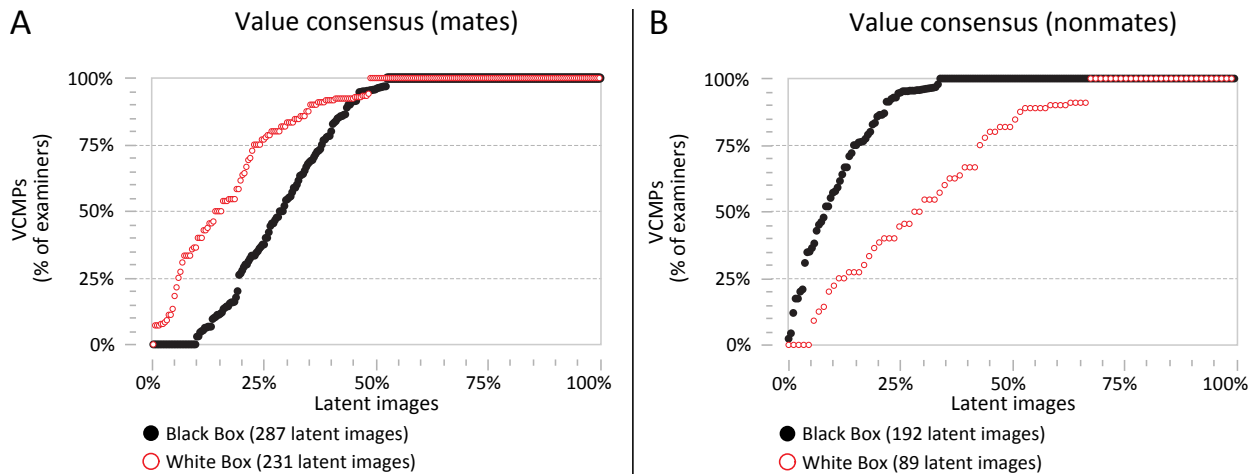 A
Value consensus (mates)
VCMPs
(% of examiners)
100%
75%
50%
25%
0%
0%
25%
50%
75%
100%
Latent images
Black Box (287 latent images)
White Box (231 latent images)
B
Value consensus (nonmates)
VCMPs
(% of examiners)
100%
75%
50%
25%
0%
0%
25%
50%
75%
100%
Latent images
Black Box (192 latent images)
White Box (89 latent images)